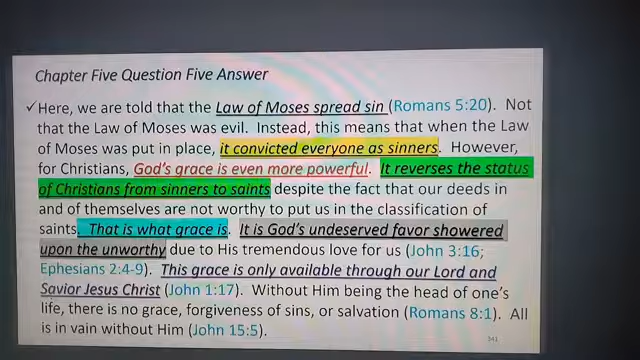 Chapter Five Question Five Answer
✓Here, we are told that the Law of Moses spread sin (Romans 5:20). Not
that the Law of Moses was evil. Instead, this means that when the Law
of Moses was put in place, it convicted everyone as sinners. However,
for Christians, God's grace is even more powerful. It reverses the status
of Christians from sinners to saints despite the fact that our deeds in
and of themselves are not worthy to put us in the classification of
saints. That is what grace is. It is God's undeserved favor showered
upon the unworthy due to His tremendous love for us (John 3:16;
Ephesians 2:4-9). This grace is only available through our Lord and
Savior Jesus Christ (John 1:17). Without Him being the head of one's
life, there is no grace, forgiveness of sins, or salvation (Romans 8:1). All
is in vain without Him (John 15:5).
341